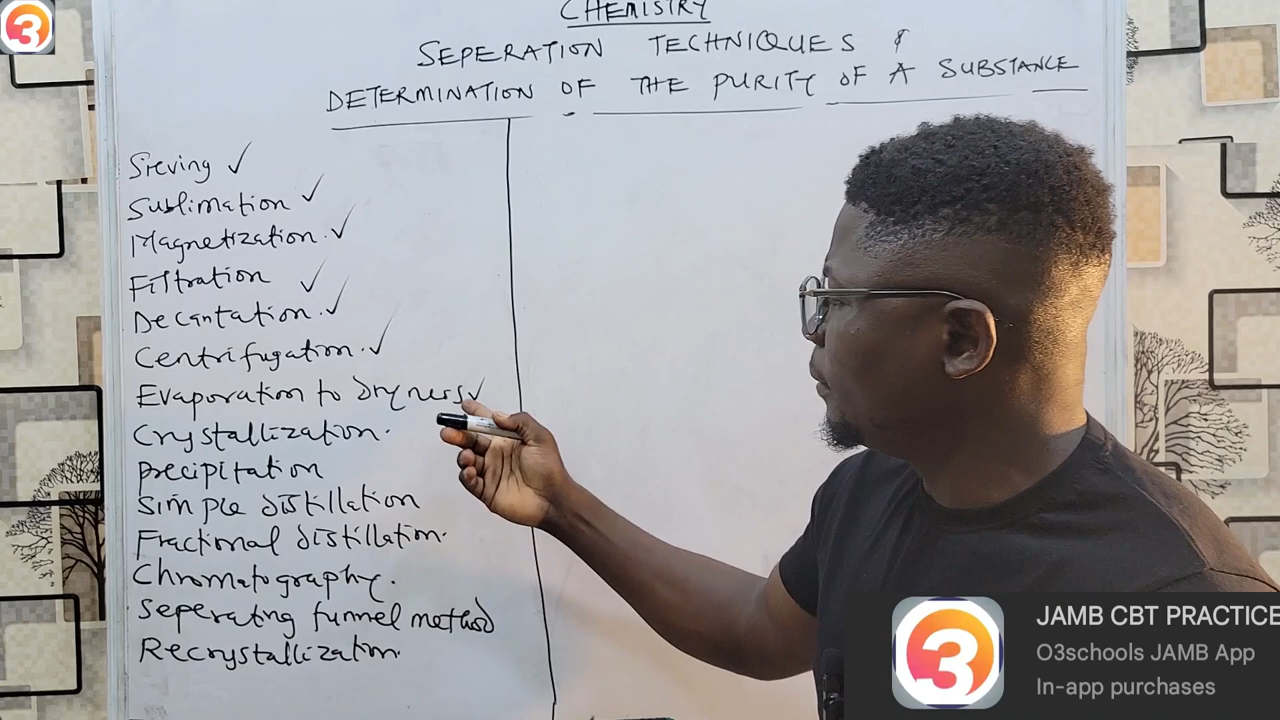 CHEMISTRY
SEPERATION TECHNIQUES &
DETERMINATION OF THE PURITY OF A SUBSTANCE
Sieving ✓
Sublimation ✓
Magnetization. ✓
Filtration ✓
Decantation. ✓
Centrifugation. ✓
Evaporation to dryness ✓
Crystallization.
precipitation
Simple distillation
Fractional distillation.
Chromatography.
Seperating funnel method
Recrystallization.
3
3
JAMB CBT PRACTICE
O3schools JAMB App
In-app purchases